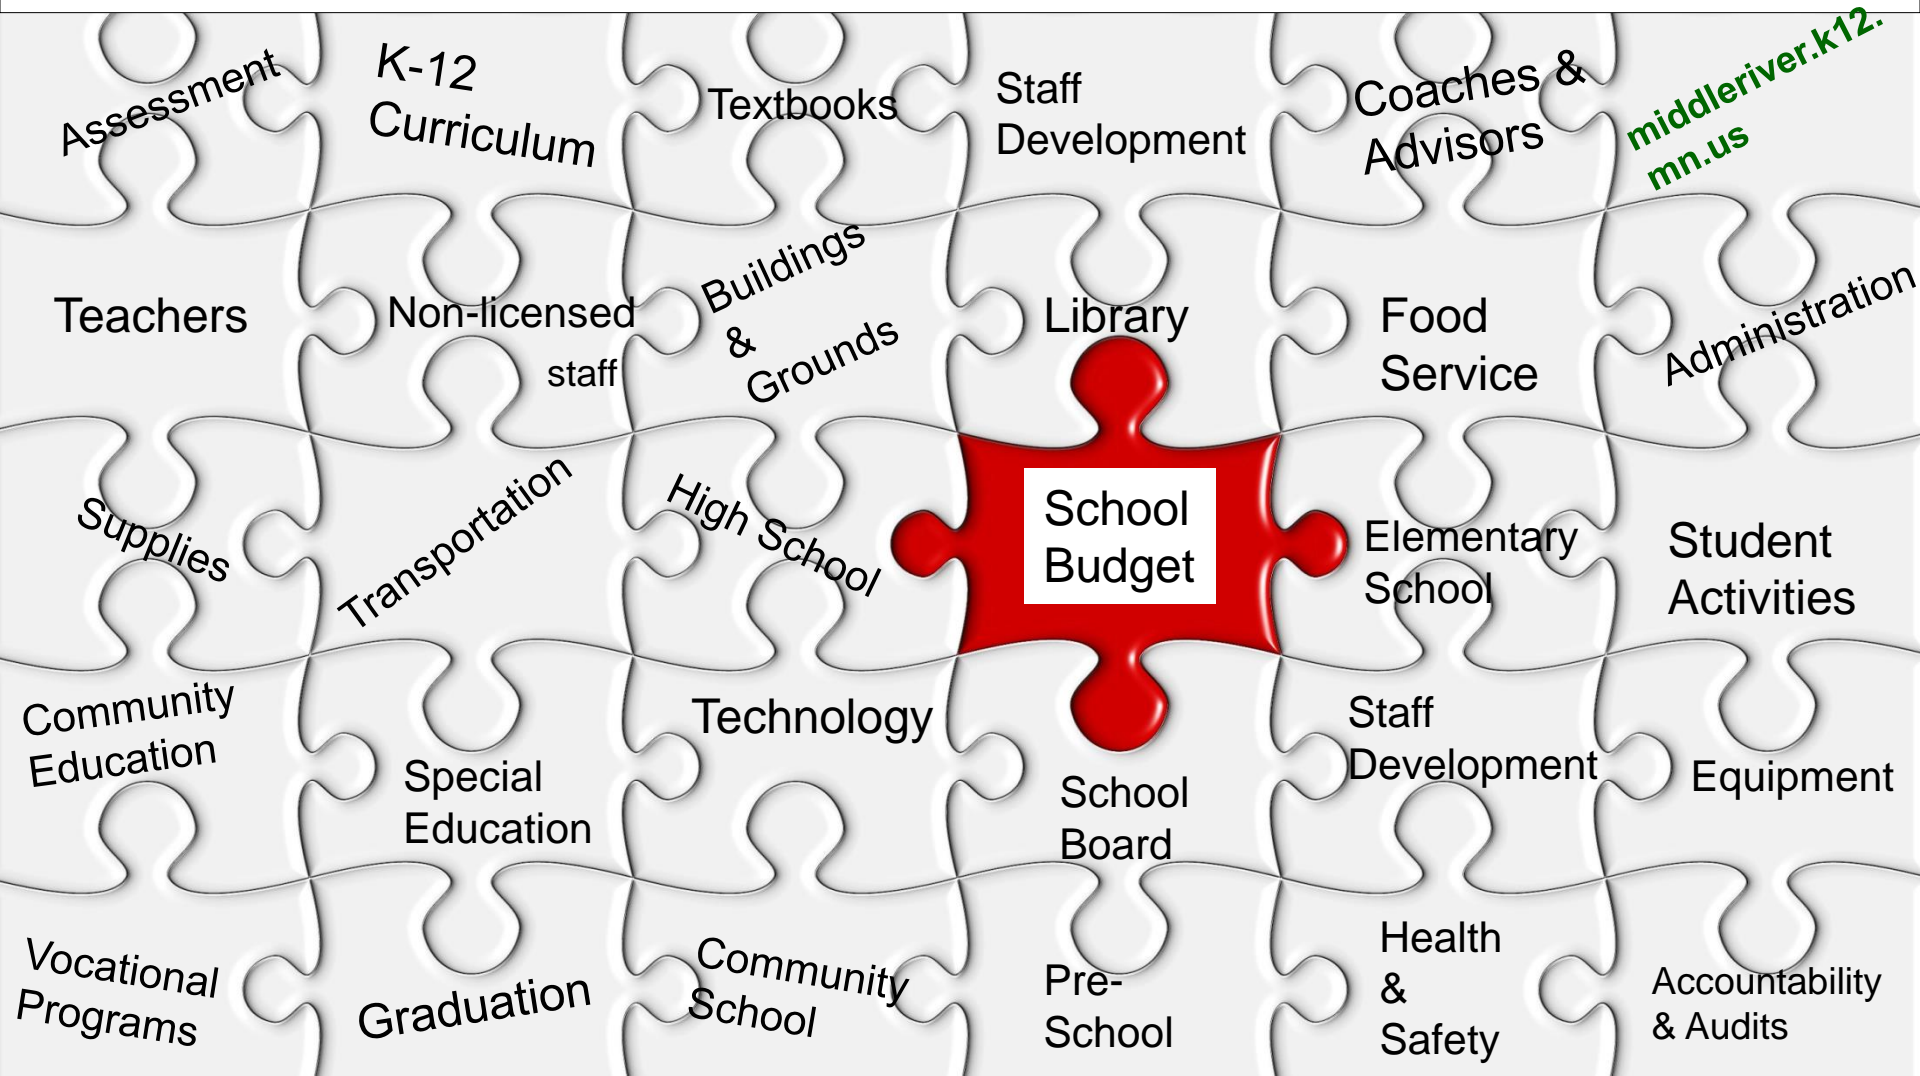 Assessment
K-12
Curriculum
Textbooks
Staff
Development
Coaches &
Advisors
middleriver.k12.
mn.us
Teachers
Non-licensed
staff
Buildings
&
Grounds
Library
Food
Service
Administration
Supplies
Transportation
High School
School
Budget
Elementary
School
Student
Activities
Community
Education
Special
Education
Technology
School
Board
Staff
Development
Equipment
Vocational
Programs
Graduation
Community
School
Pre-
School
Health
&
Safety
Accountability
& Audits